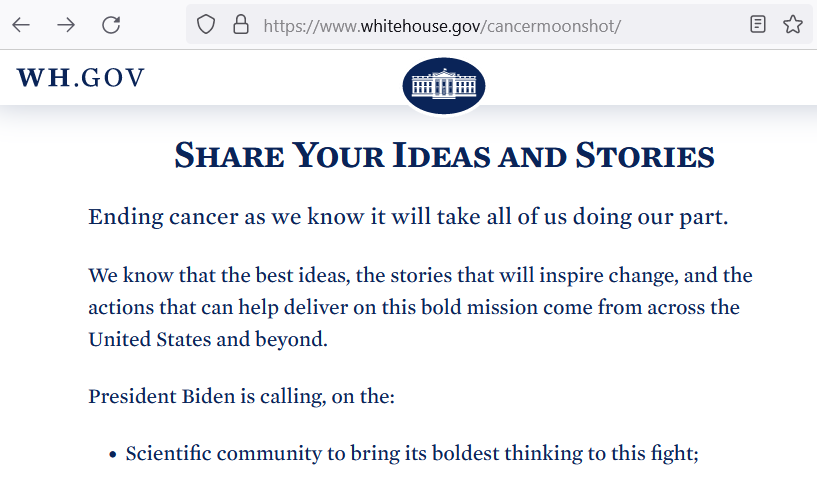 https://www.whitehouse.gov/cancermoonshot/
WH.GOV
Share Your Ideas and Stories
Ending cancer as we know it will take all of us doing our part.
We know that the best ideas, the stories that will inspire change, and the
actions that can help deliver on this bold mission come from across the
United States and beyond.
President Biden is calling, on the:
• Scientific community to bring its boldest thinking to this fight;